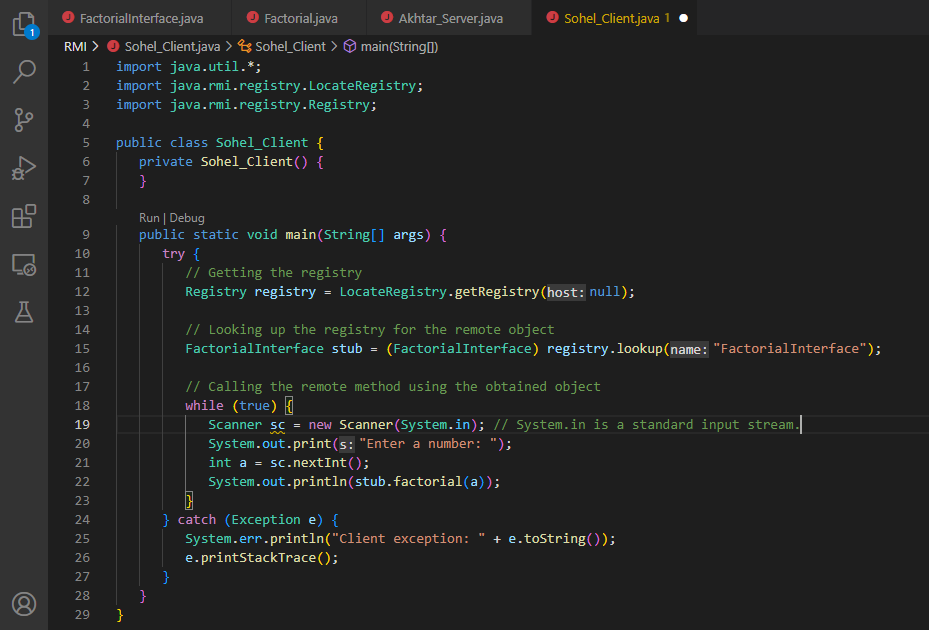 FactorialInterface.java
Factorial.java
Akhtar_Server.java
Sohel_Client.java 1
1
RMI > Sohel_Client.java > Sohel_Client > main(String[])
1 import java.util.*;
2 import java.rmi.registry.LocateRegistry;
3 import java.rmi.registry.Registry;
4
5 public class Sohel_Client {
6 private Sohel_Client() {
7 }
8
Run | Debug
9 public static void main(String[] args) {
10 try {
11 // Getting the registry
12 Registry registry = LocateRegistry.getRegistry(host: null);
13
14 // Looking up the registry for the remote object
15 FactorialInterface stub = (FactorialInterface) registry.lookup(name: "FactorialInterface");
16
17 // Calling the remote method using the obtained object
18 while (true) {
19 Scanner sc = new Scanner(System.in); // System.in is a standard input stream.
20 System.out.print(s: "Enter a number: ");
21 int a = sc.nextInt();
22 System.out.println(stub.factorial(a));
23 }
24 } catch (Exception e) {
25 System.err.println("Client exception: " + e.toString());
26 e.printStackTrace();
27 }
28 }
29 }